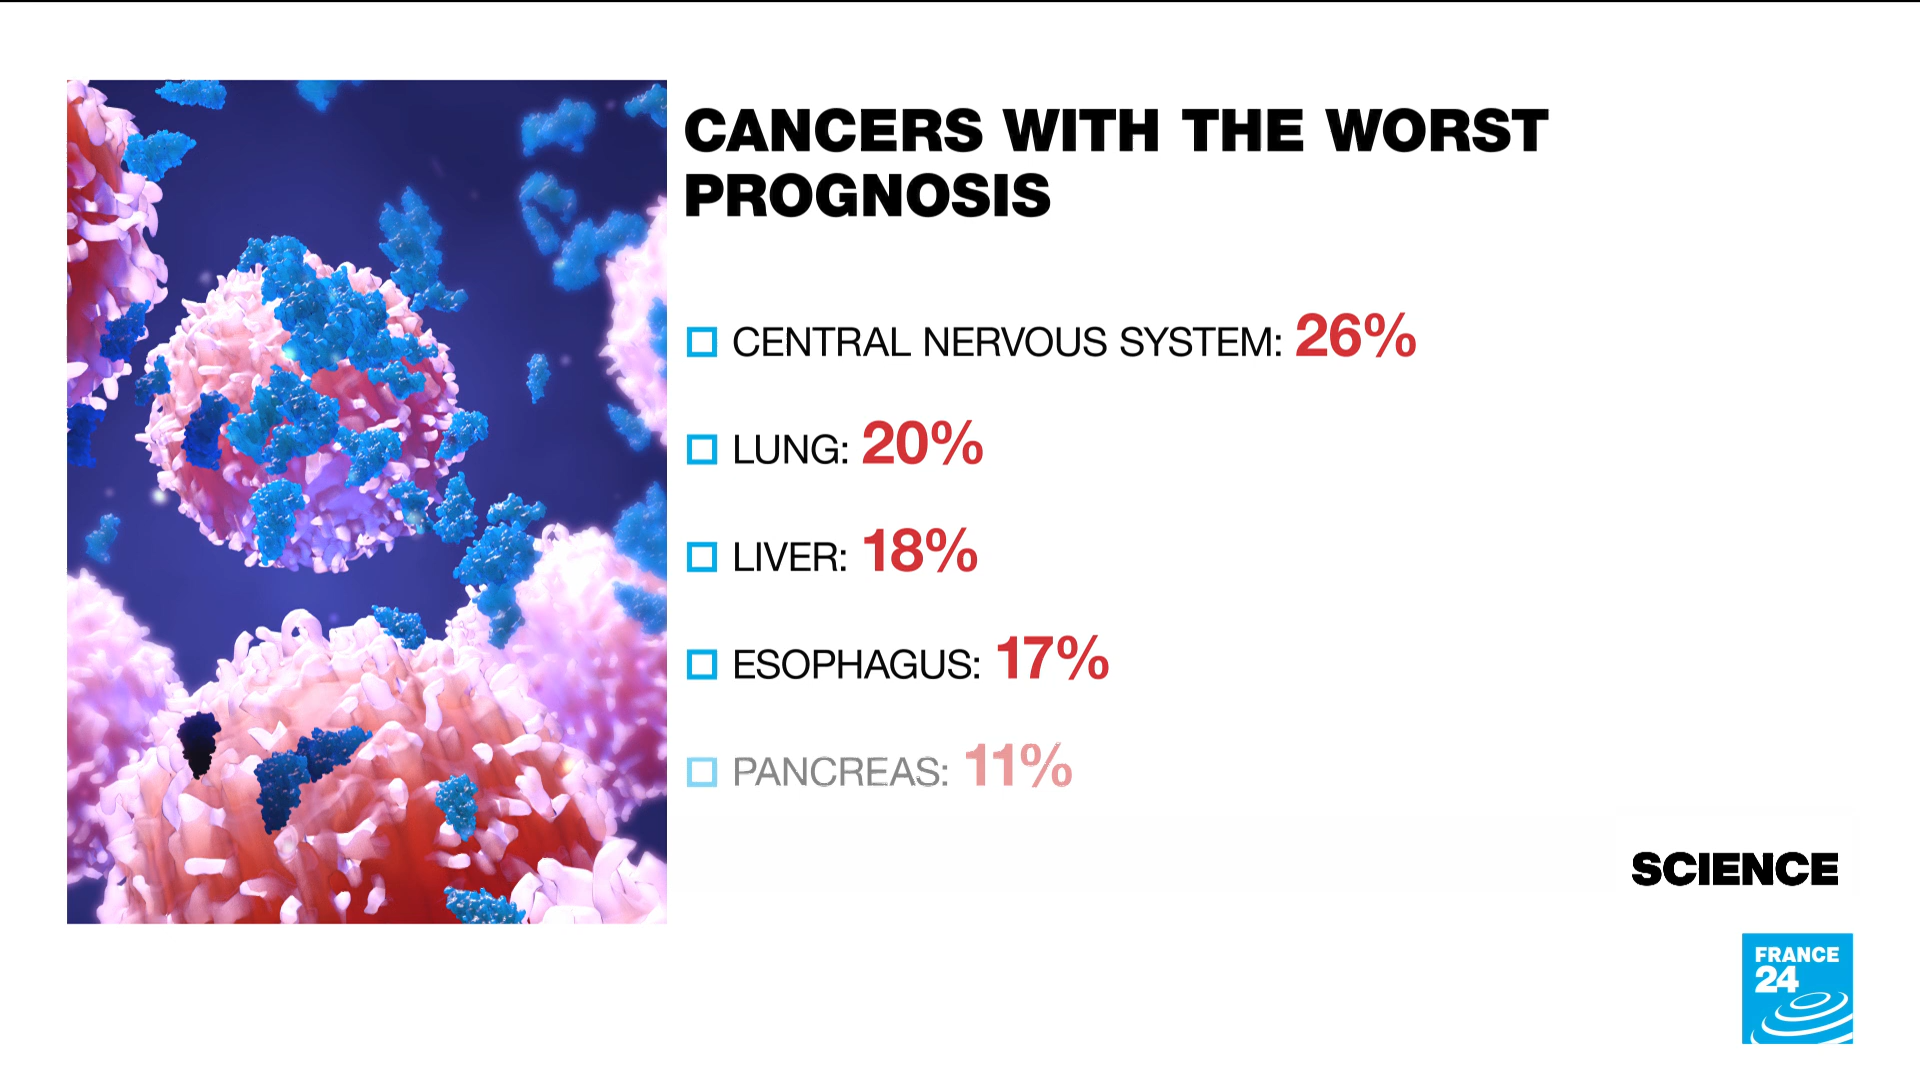 CANCERS WITH THE WORST
PROGNOSIS
CENTRAL NERVOUS SYSTEM: 26%
LUNG: 20%
LIVER: 18%
ESOPHAGUS: 17%
PANCREAS: 11%
SCIENCE
FRANCE
24